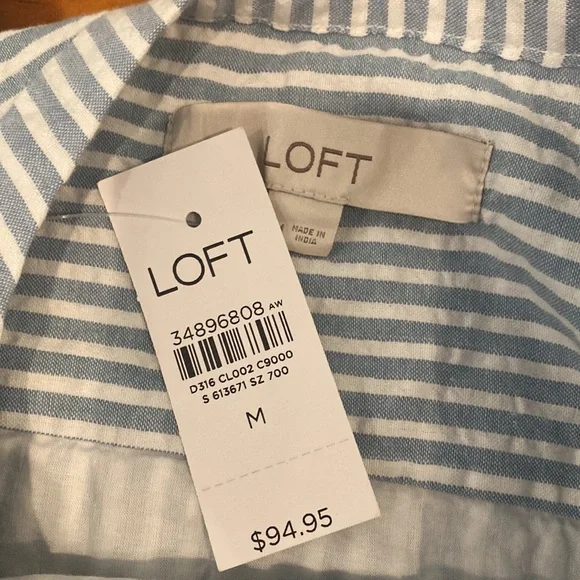 LOFT
MADE IN
INDIA
LOFT
34896808 AW
D316 CL002 C9000
S 613671 SZ 700
M
$94.95